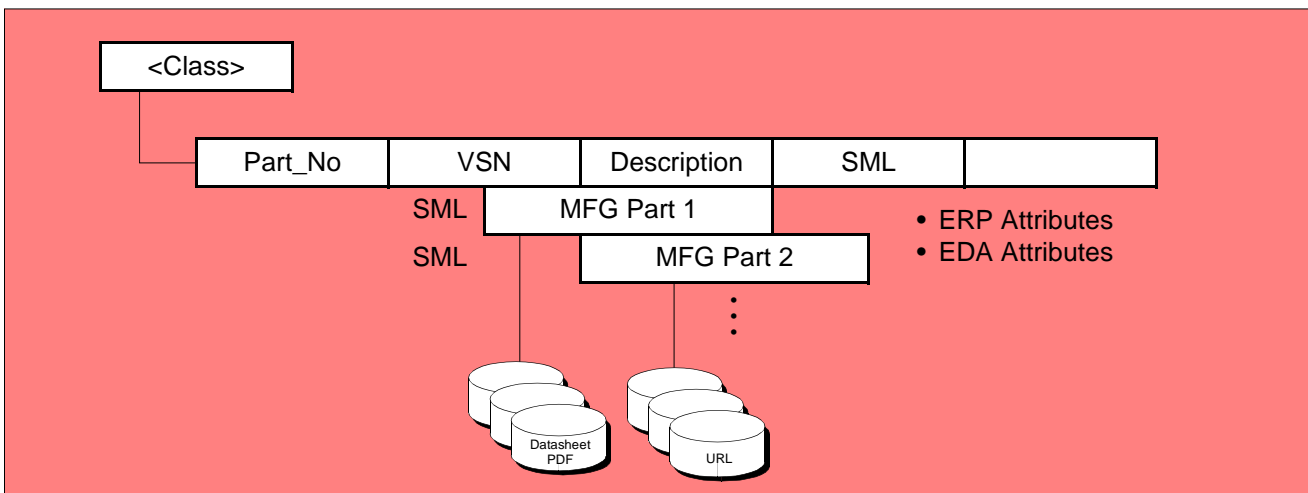 <Class>
Part_No VSN Description SML
SML MFG Part 1
• ERP Attributes
SML MFG Part 2
• EDA Attributes
Datasheet
PDF
URL